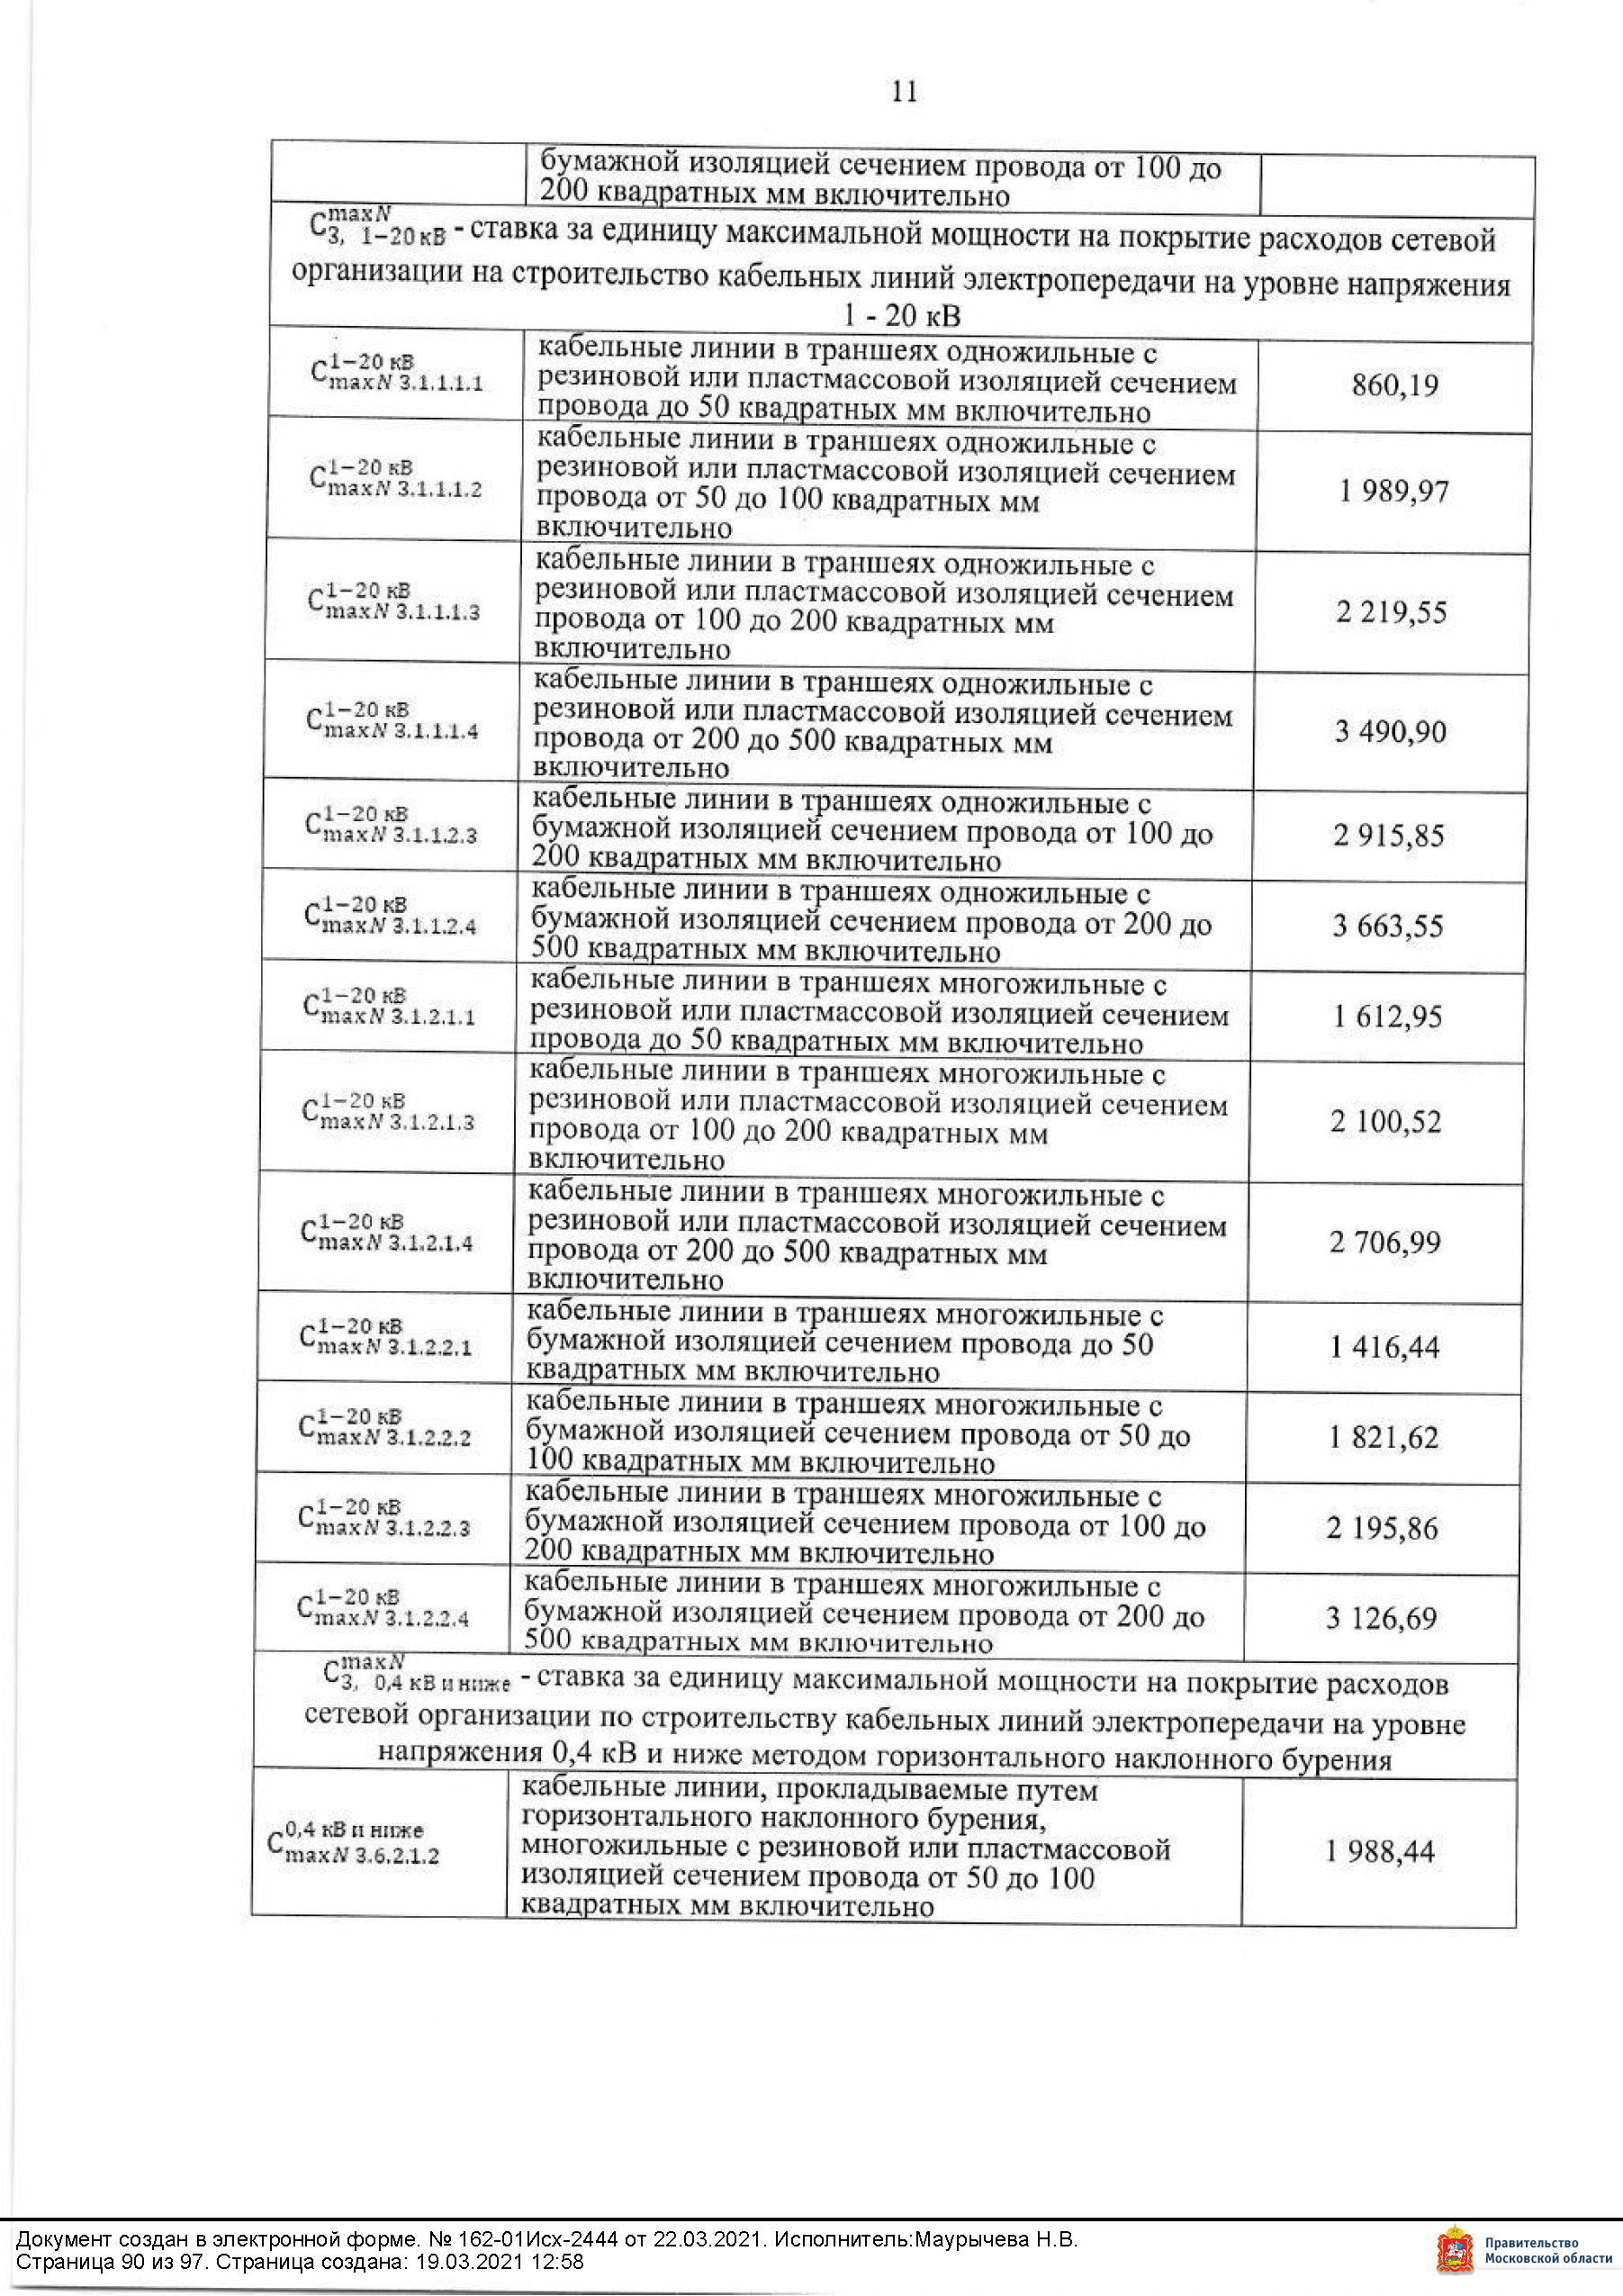 11
бумажной изоляцией сечением провода от 100 до
200 квадратных мм включительно
C maxN 3, 1–20 кВ - ставка за единицу максимальной мощности на покрытие расходов сетевой
организации на строительство кабельных линий электропередачи на уровне напряжения
1 - 20 кВ
C 1–20 кВ maxN 3.1.1.1.1
кабельные линии в траншеях одножильные с
резиновой или пластмассовой изоляцией сечением
провода до 50 квадратных мм включительно
860,19
C 1–20 кВ maxN 3.1.1.1.2
кабельные линии в траншеях одножильные с
резиновой или пластмассовой изоляцией сечением
провода от 50 до 100 квадратных мм
включительно
1 989,97
C 1–20 кВ maxN 3.1.1.1.3
кабельные линии в траншеях одножильные с
резиновой или пластмассовой изоляцией сечением
провода от 100 до 200 квадратных мм
включительно
2 219,55
C 1–20 кВ maxN 3.1.1.1.4
кабельные линии в траншеях одножильные с
резиновой или пластмассовой изоляцией сечением
провода от 200 до 500 квадратных мм
включительно
3 490,90
C 1–20 кВ maxN 3.1.1.2.3
кабельные линии в траншеях одножильные с
бумажной изоляцией сечением провода от 100 до
200 квадратных мм включительно
2 915,85
C 1–20 кВ maxN 3.1.1.2.4
кабельные линии в траншеях одножильные с
бумажной изоляцией сечением провода от 200 до
500 квадратных мм включительно
3 663,55
C 1–20 кВ maxN 3.1.2.1.1
кабельные линии в траншеях многожильные с
резиновой или пластмассовой изоляцией сечением
провода до 50 квадратных мм включительно
1 612,95
C 1–20 кВ maxN 3.1.2.1.3
кабельные линии в траншеях многожильные с
резиновой или пластмассовой изоляцией сечением
провода от 100 до 200 квадратных мм
включительно
2 100,52
C 1–20 кВ maxN 3.1.2.1.4
кабельные линии в траншеях многожильные с
резиновой или пластмассовой изоляцией сечением
провода от 200 до 500 квадратных мм
включительно
2 706,99
C 1–20 кВ maxN 3.1.2.2.1
кабельные линии в траншеях многожильные с
бумажной изоляцией сечением провода до 50
квадратных мм включительно
1 416,44
C 1–20 кВ maxN 3.1.2.2.2
кабельные линии в траншеях многожильные с
бумажной изоляцией сечением провода от 50 до
100 квадратных мм включительно
1 821,62
C 1–20 кВ maxN 3.1.2.2.3
кабельные линии в траншеях многожильные с
бумажной изоляцией сечением провода от 100 до
200 квадратных мм включительно
2 195,86
C 1–20 кВ maxN 3.1.2.2.4
кабельные линии в траншеях многожильные с
бумажной изоляцией сечением провода от 200 до
500 квадратных мм включительно
3 126,69
C maxN 3, 0,4 кВ и ниже - ставка за единицу максимальной мощности на покрытие расходов
сетевой организации по строительству кабельных линий электропередачи на уровне
напряжения 0,4 кВ и ниже методом горизонтального наклонного бурения
C 0,4 кВ и ниже maxN 3.6.2.1.2
кабельные линии, прокладываемые путем
горизонтального наклонного бурения,
многожильные с резиновой или пластмассовой
изоляцией сечением провода от 50 до 100
квадратных мм включительно
1 988,44
Документ создан в электронной форме. № 162-01Исх-2444 от 22.03.2021. Исполнитель:Маурычева Н.В.
Страница 90 из 97. Страница создана: 19.03.2021 12:58
Правительство
Московской области